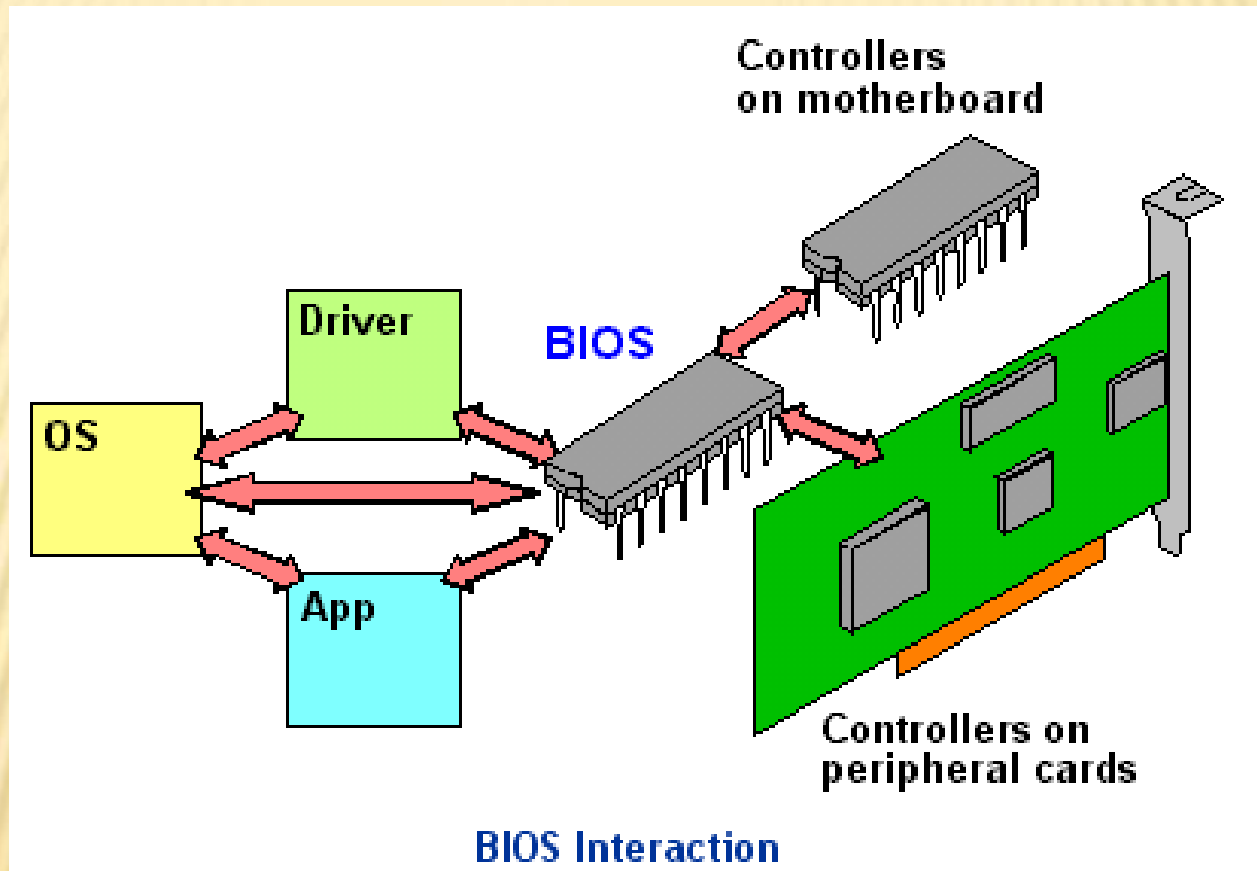 Controllers
on motherboard
Driver
BIOS
OS
App
Controllers on
peripheral cards
BIOS Interaction